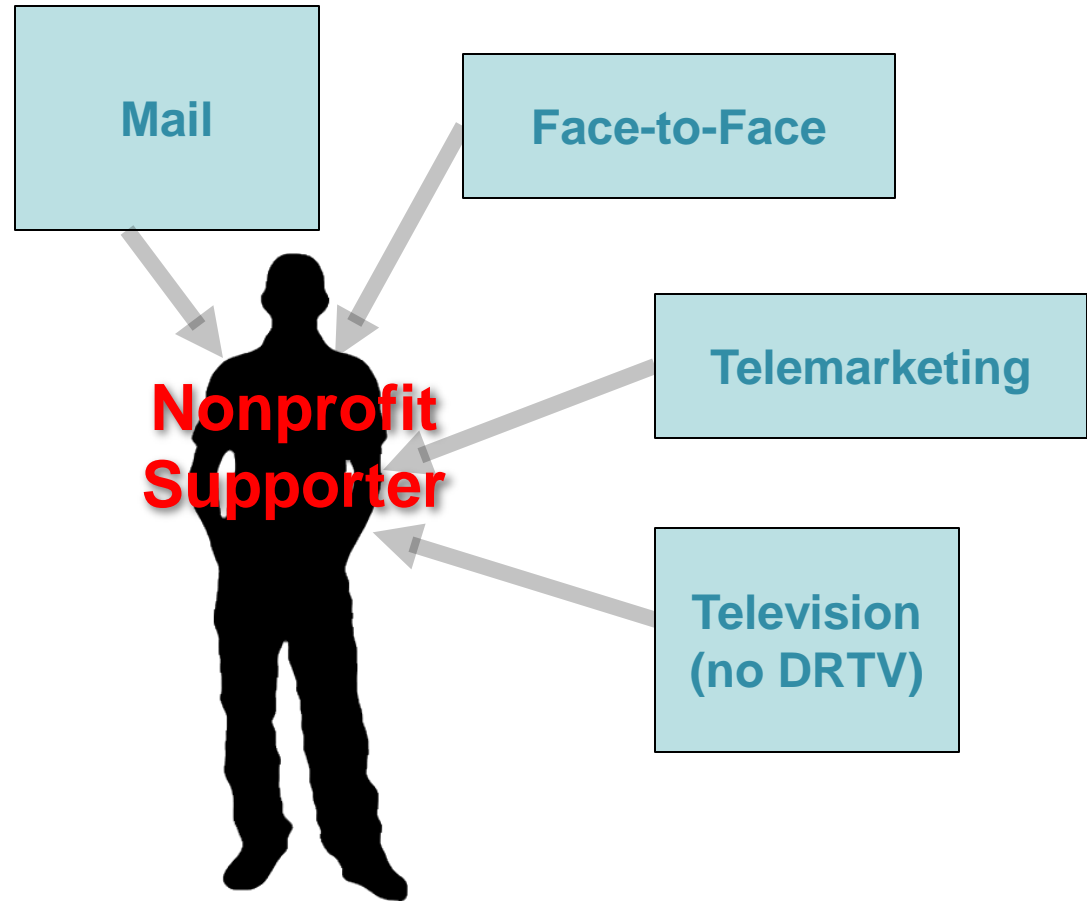 Mail
Face-to-Face
Telemarketing
Nonprofit
Supporter
Television
(no DRTV)